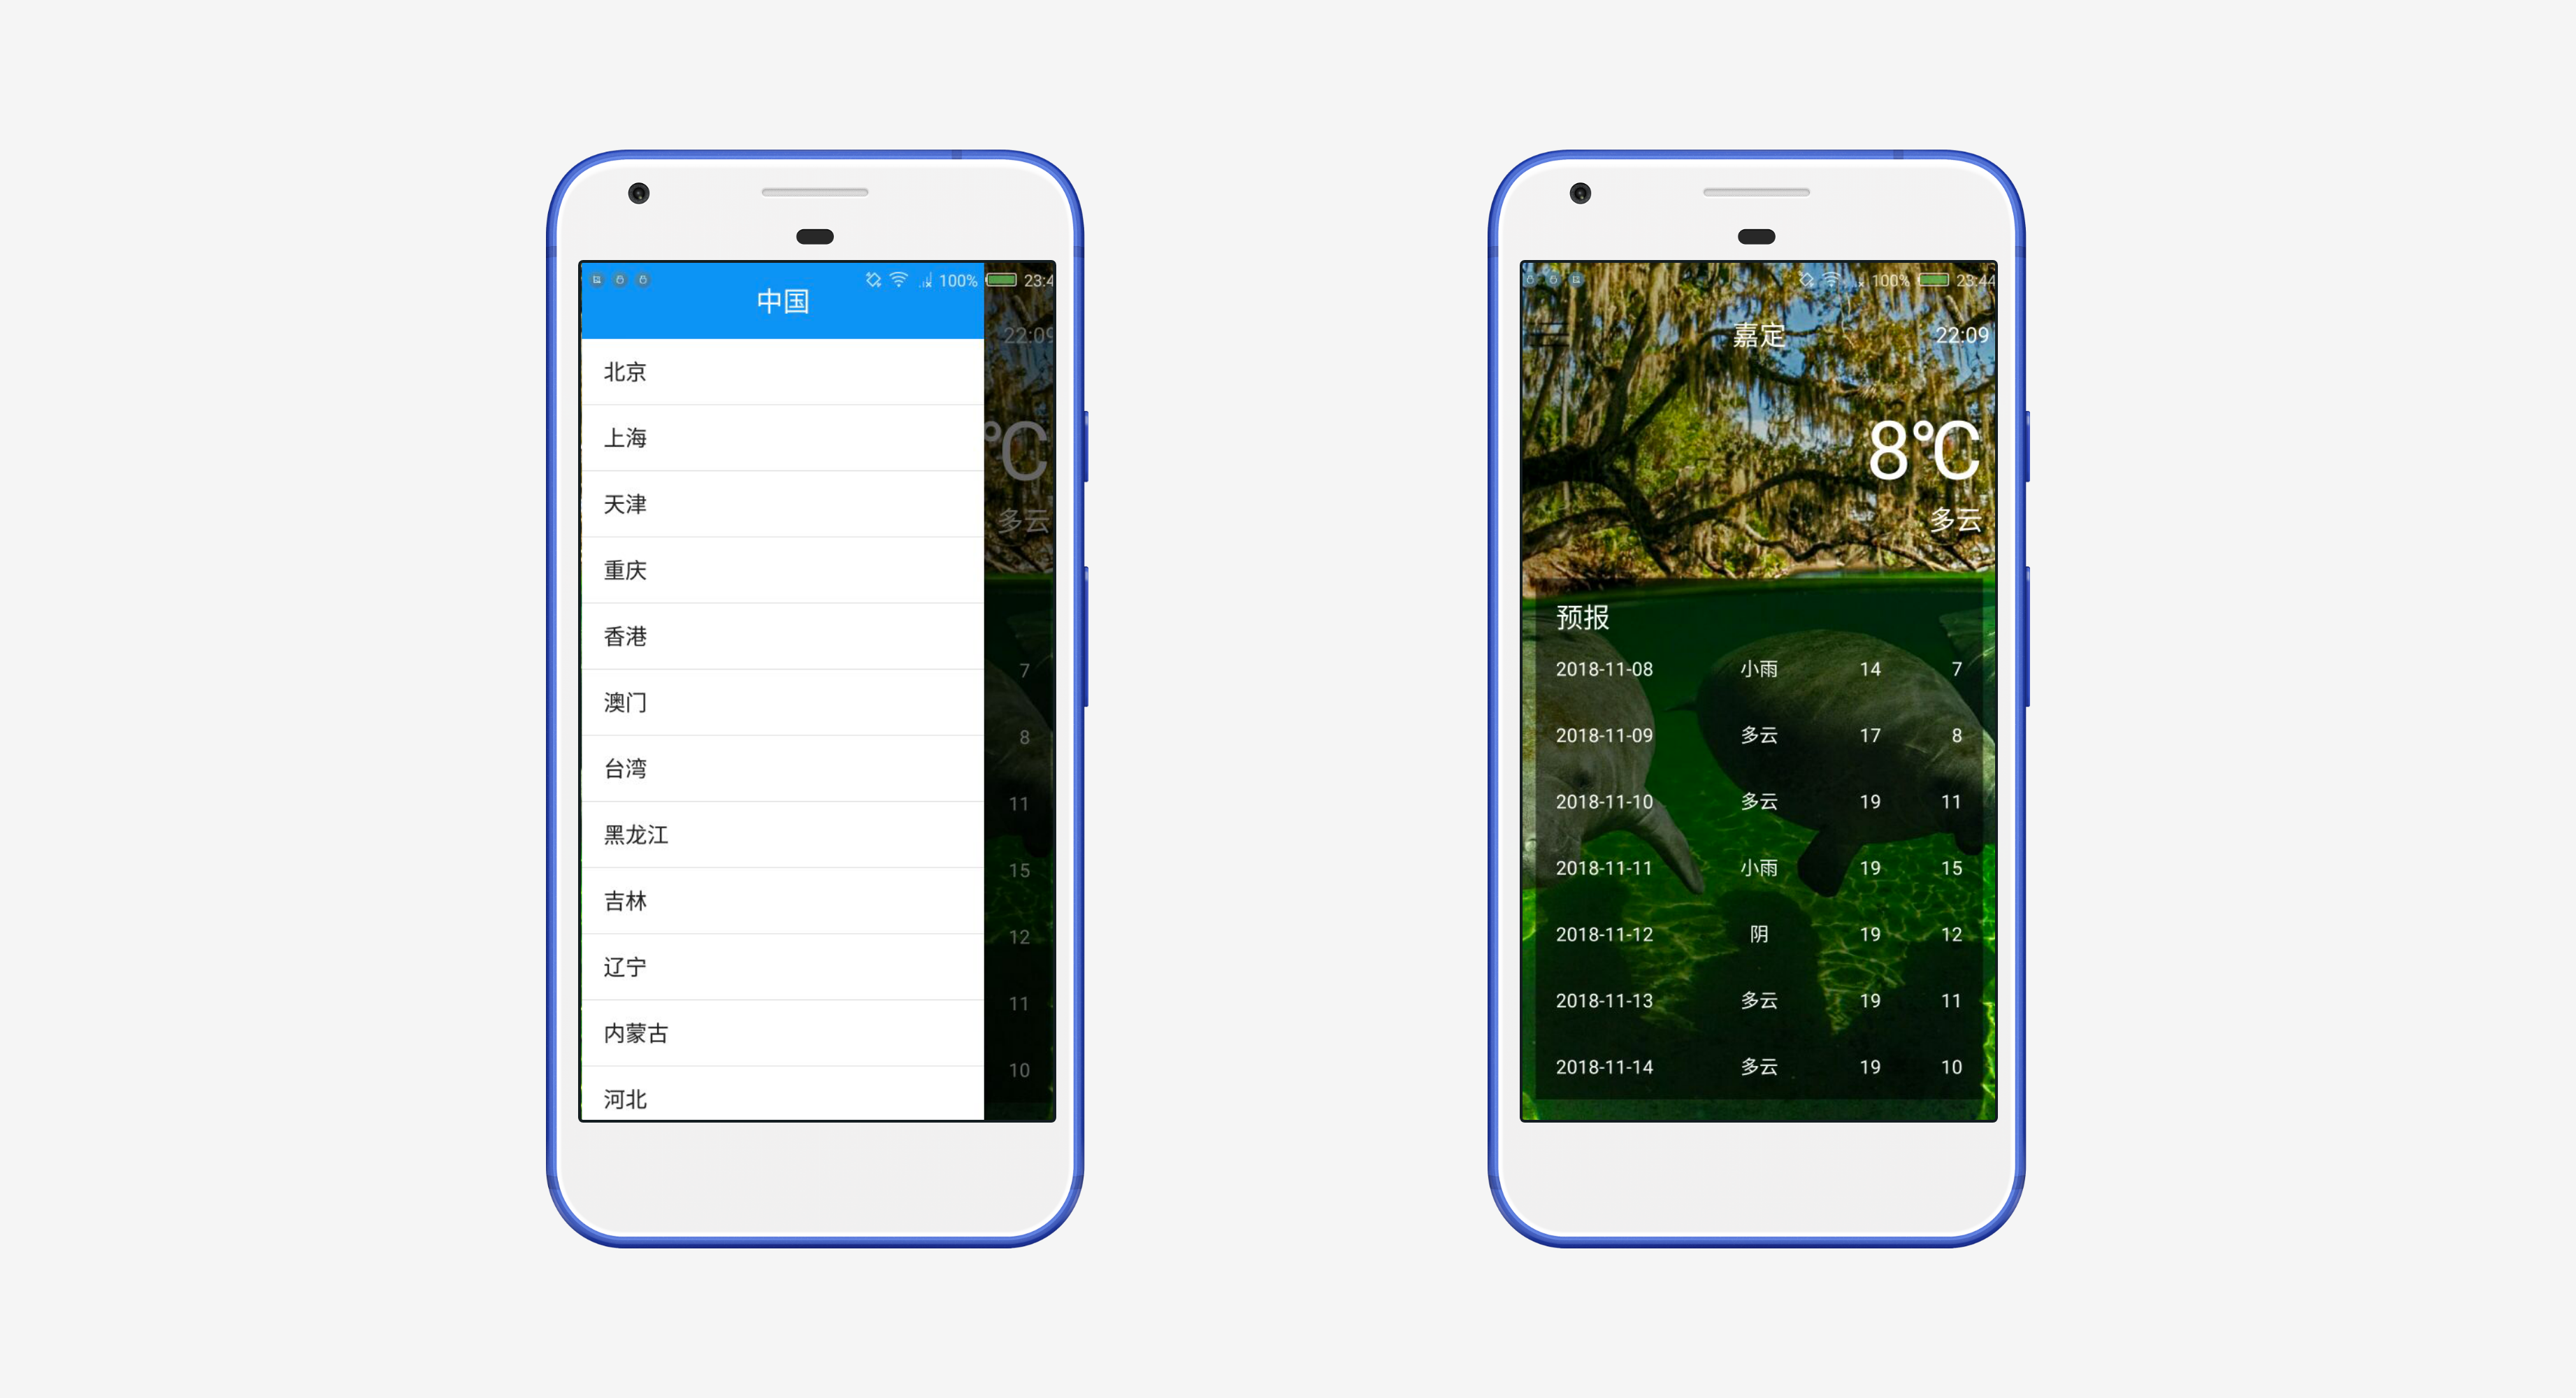 100% 23:4
中国
22:09
北京
上海
℃
天津
多云
重庆
香港
7
澳门
8
台湾
11
黑龙江
15
吉林
12
辽宁
11
内蒙古
10
河北
100% 23:44
嘉定 22:09
8℃
多云
预报
2018-11-08 小雨 14 7
2018-11-09 多云 17 8
2018-11-10 多云 19 11
2018-11-11 小雨 19 15
2018-11-12 阴 19 12
2018-11-13 多云 19 11
2018-11-14 多云 19 10